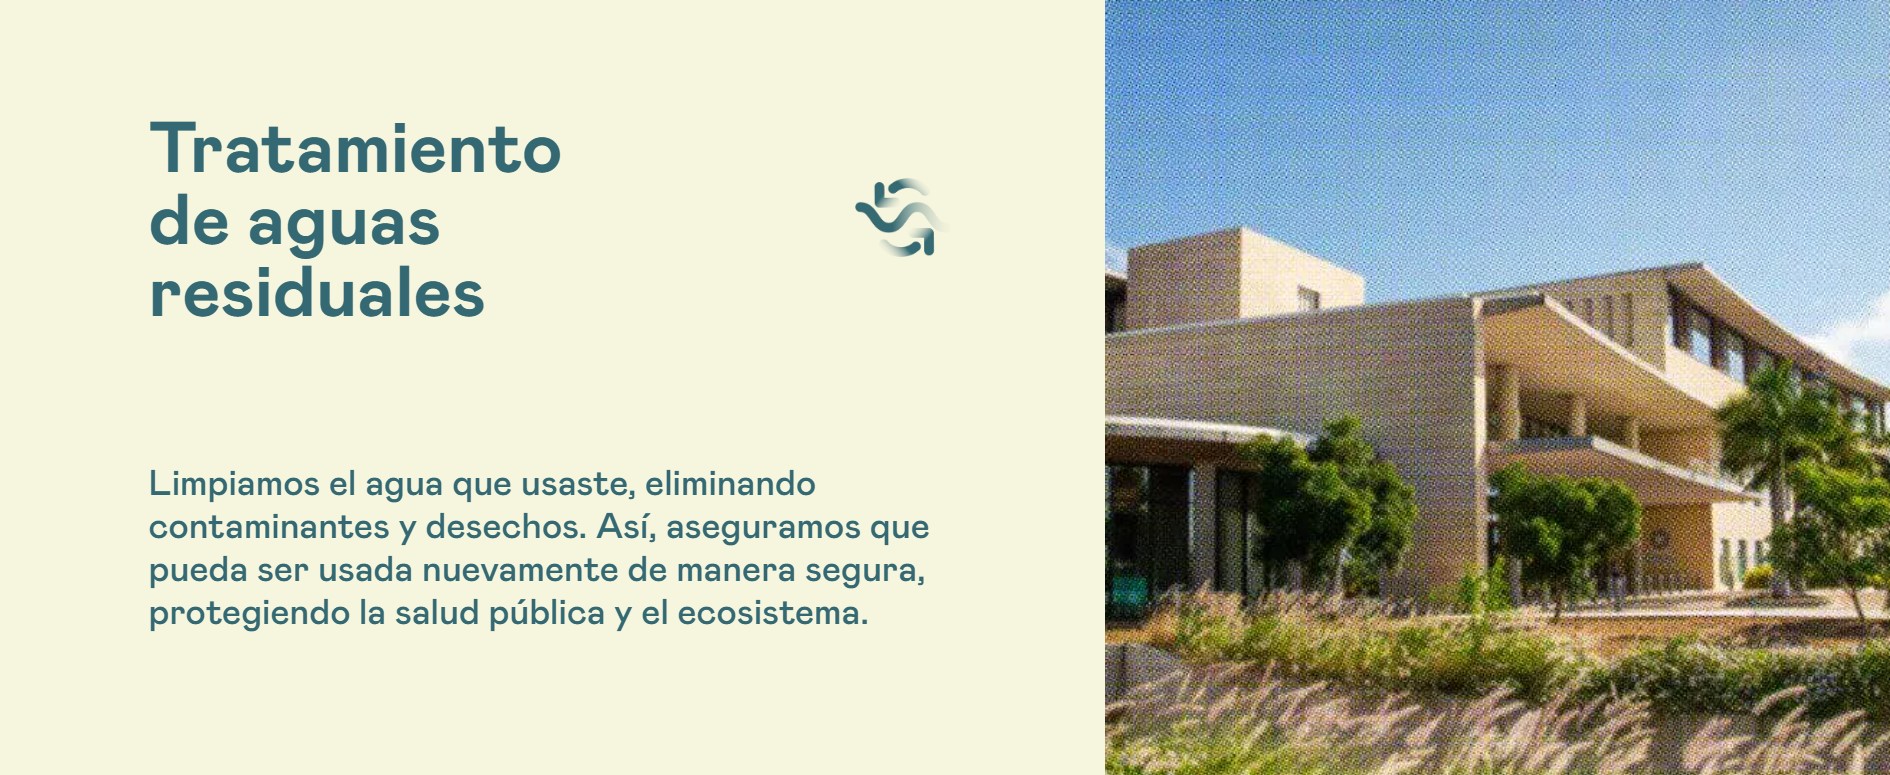 Tratamiento
de aguas
residuales
Limpiamos el agua que usaste, eliminando
contaminantes y desechos. Así, aseguramos que
pueda ser usada nuevamente de manera segura,
protegiendo la salud pública y el ecosistema.